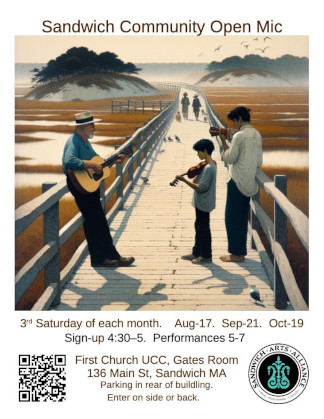 Sandwich Community Open Mic
3rd Saturday of each month. Aug-17. Sep-21. Oct-19
Sign-up 4:30–5. Performances 5-7
First Church UCC, Gates Room
136 Main St, Sandwich MA
Parking in rear of buildling.
Enter on side or back.
SANDWICH ARTS ALLIANCE